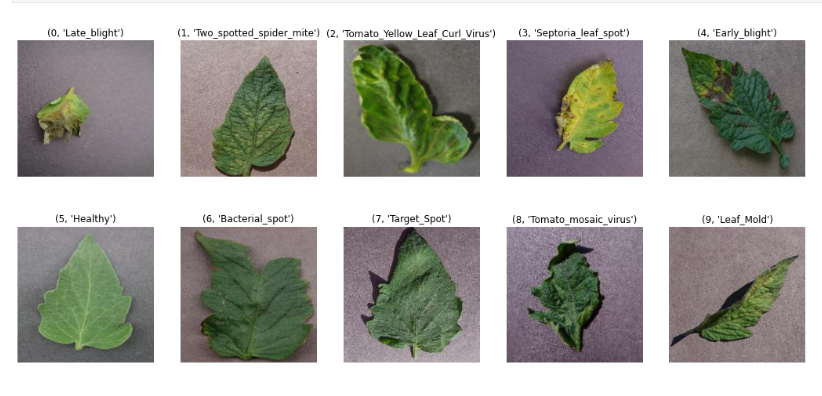 (0, 'Late_blight')
(1, 'Two_spotted_spider_mite')
(2, 'Tomato_Yellow_Leaf_Curl_Virus')
(3, 'Septoria_leaf_spot')
(4, 'Early_blight')
(5, 'Healthy')
(6, 'Bacterial_spot')
(7, 'Target_Spot')
(8, 'Tomato_mosaic_virus')
(9, 'Leaf_Mold')